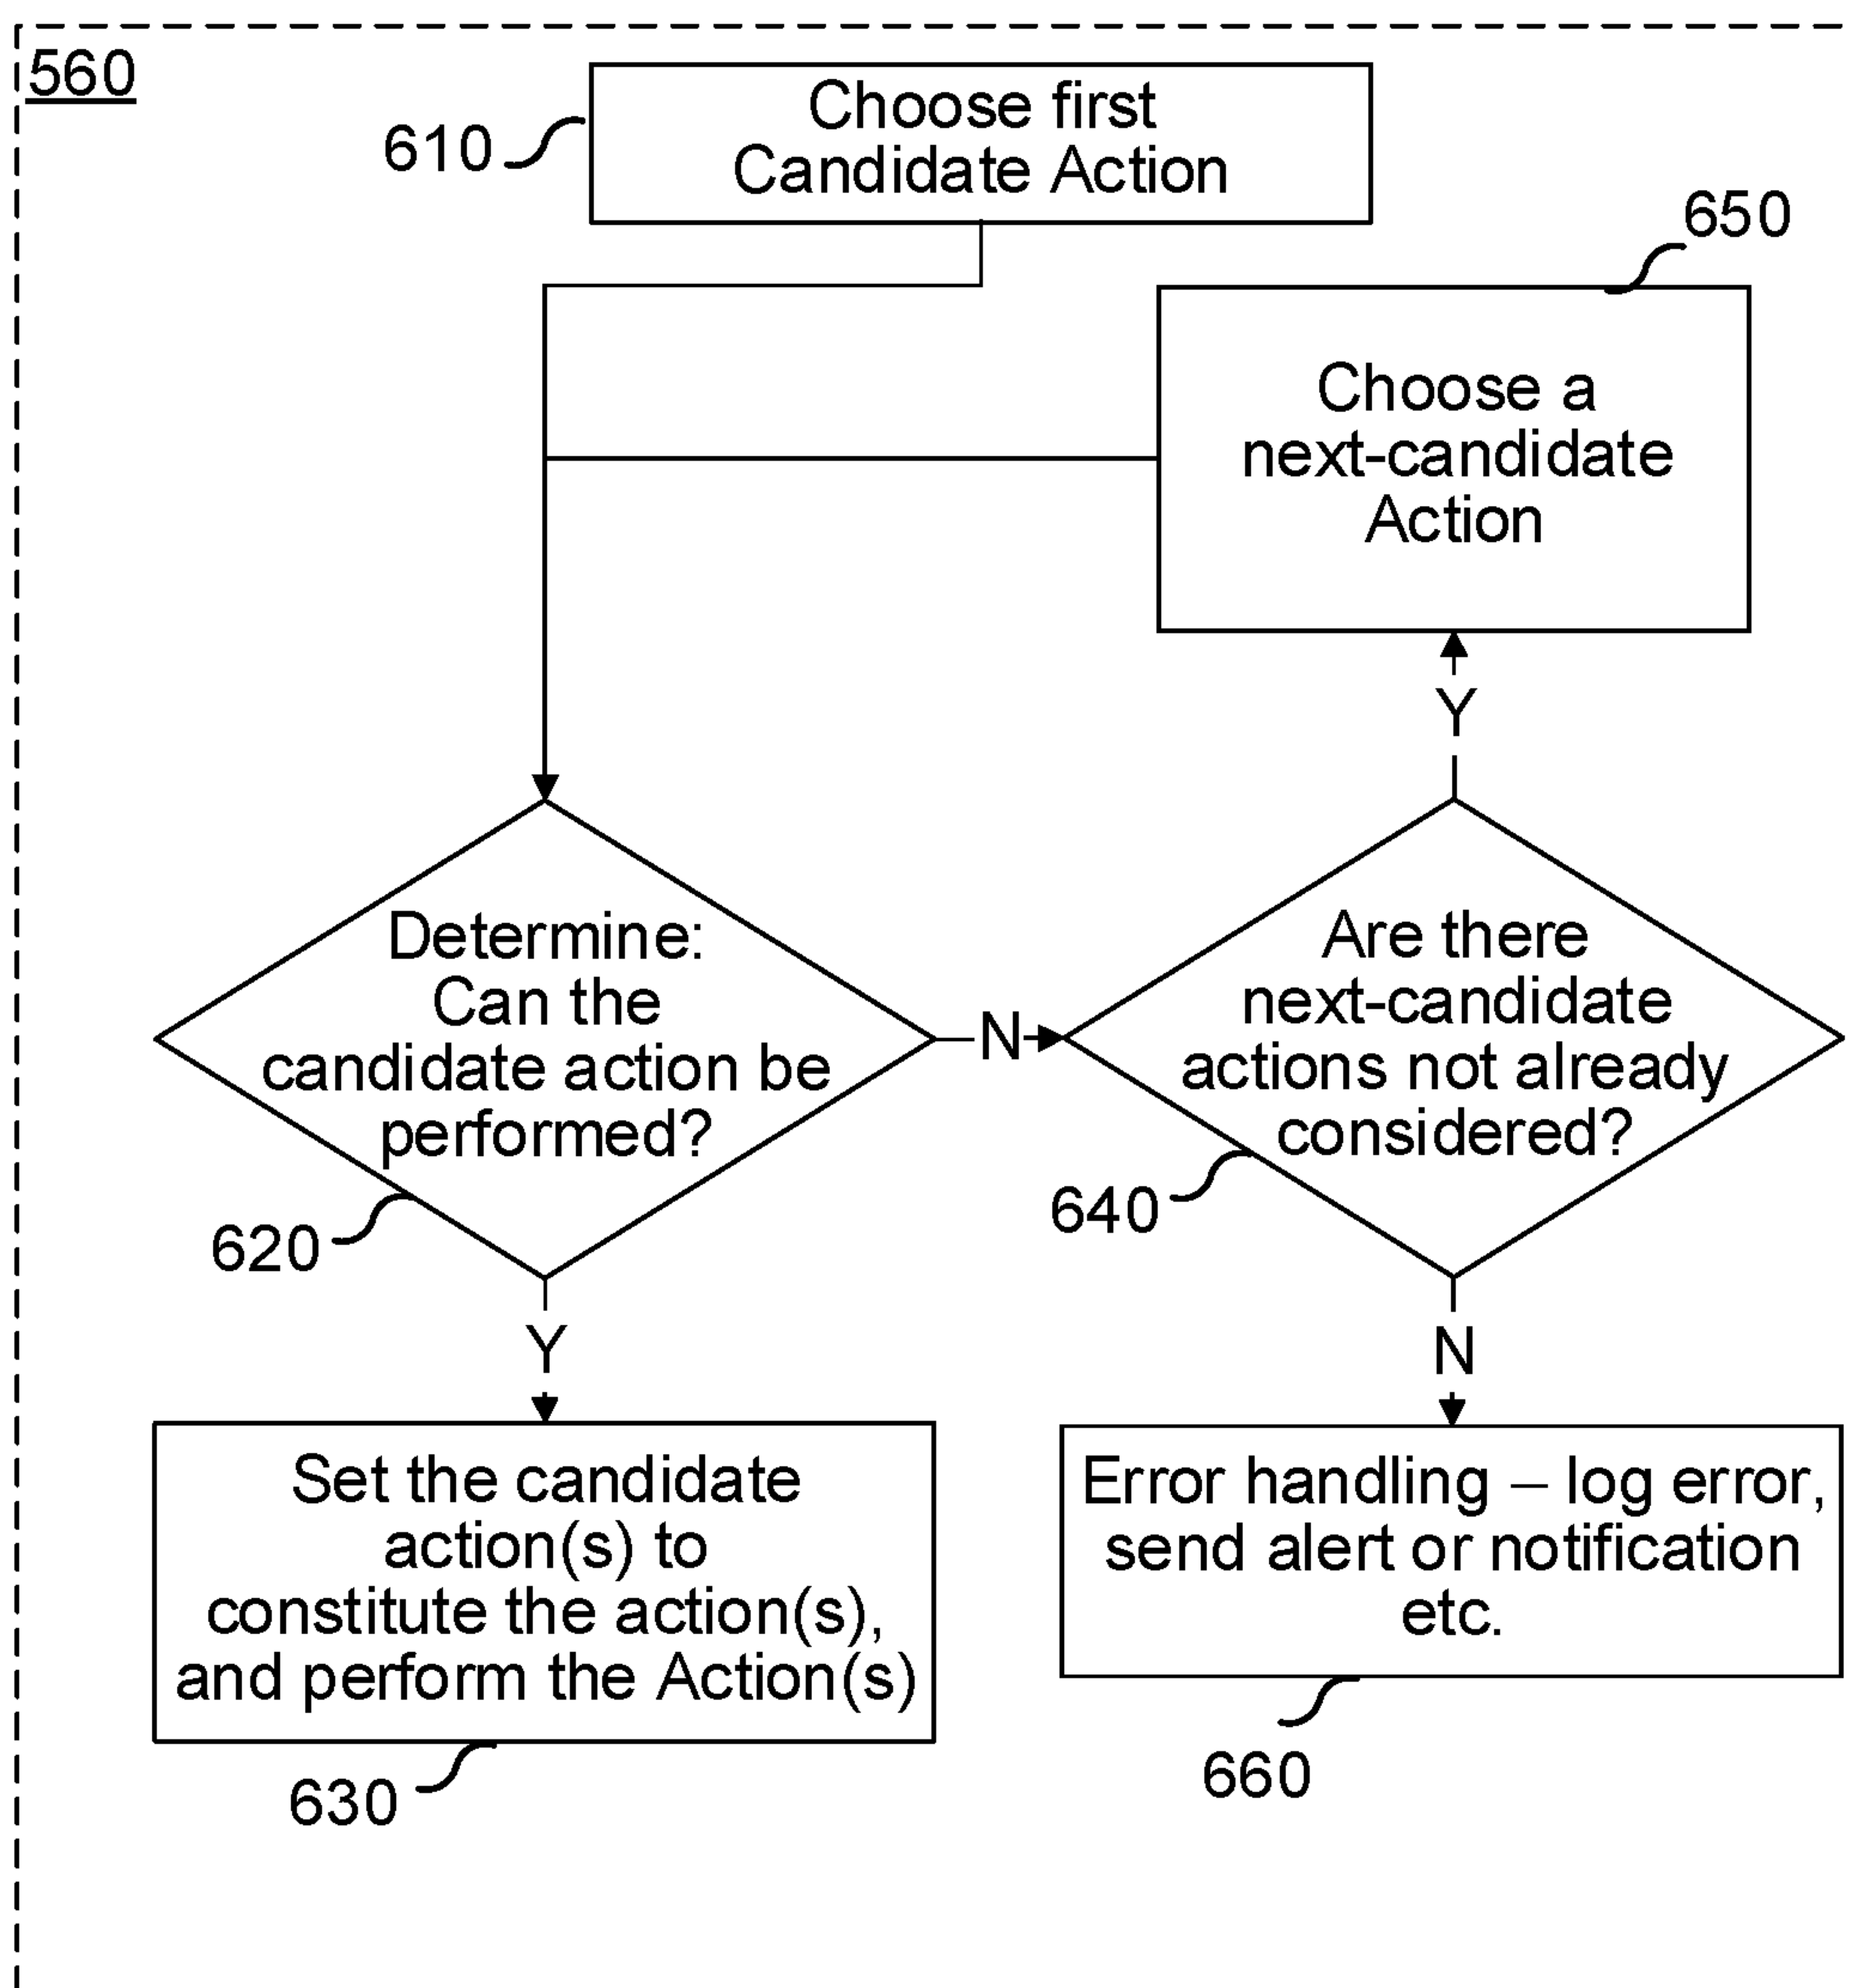 560
610
Choose first
Candidate Action
650
Choose a
next-candidate
Action
Y
Determine:
Can the
candidate action be
performed?
N
Are there
next-candidate
actions not already
considered?
620
640
Y
N
Set the candidate
action(s) to
constitute the action(s),
and perform the Action(s)
Error handling – log error,
send alert or notification
etc.
630
660